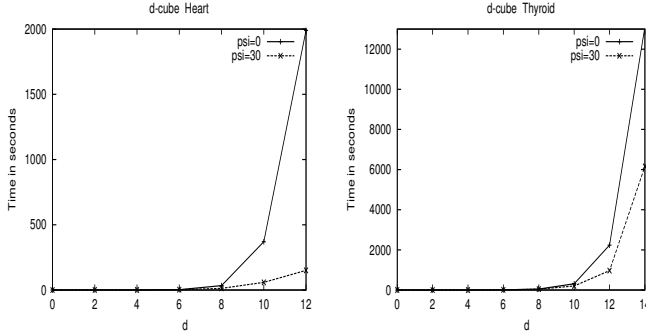 d-cube Heart
2000
1500
1000
500
0
Time in seconds
psi=0
psi=30
0 2 4 6 8 10 12
d
d-cube Thyroid
12000
10000
8000
6000
4000
2000
0
Time in seconds
psi=0
psi=30
0 2 4 6 8 10 12 14
d